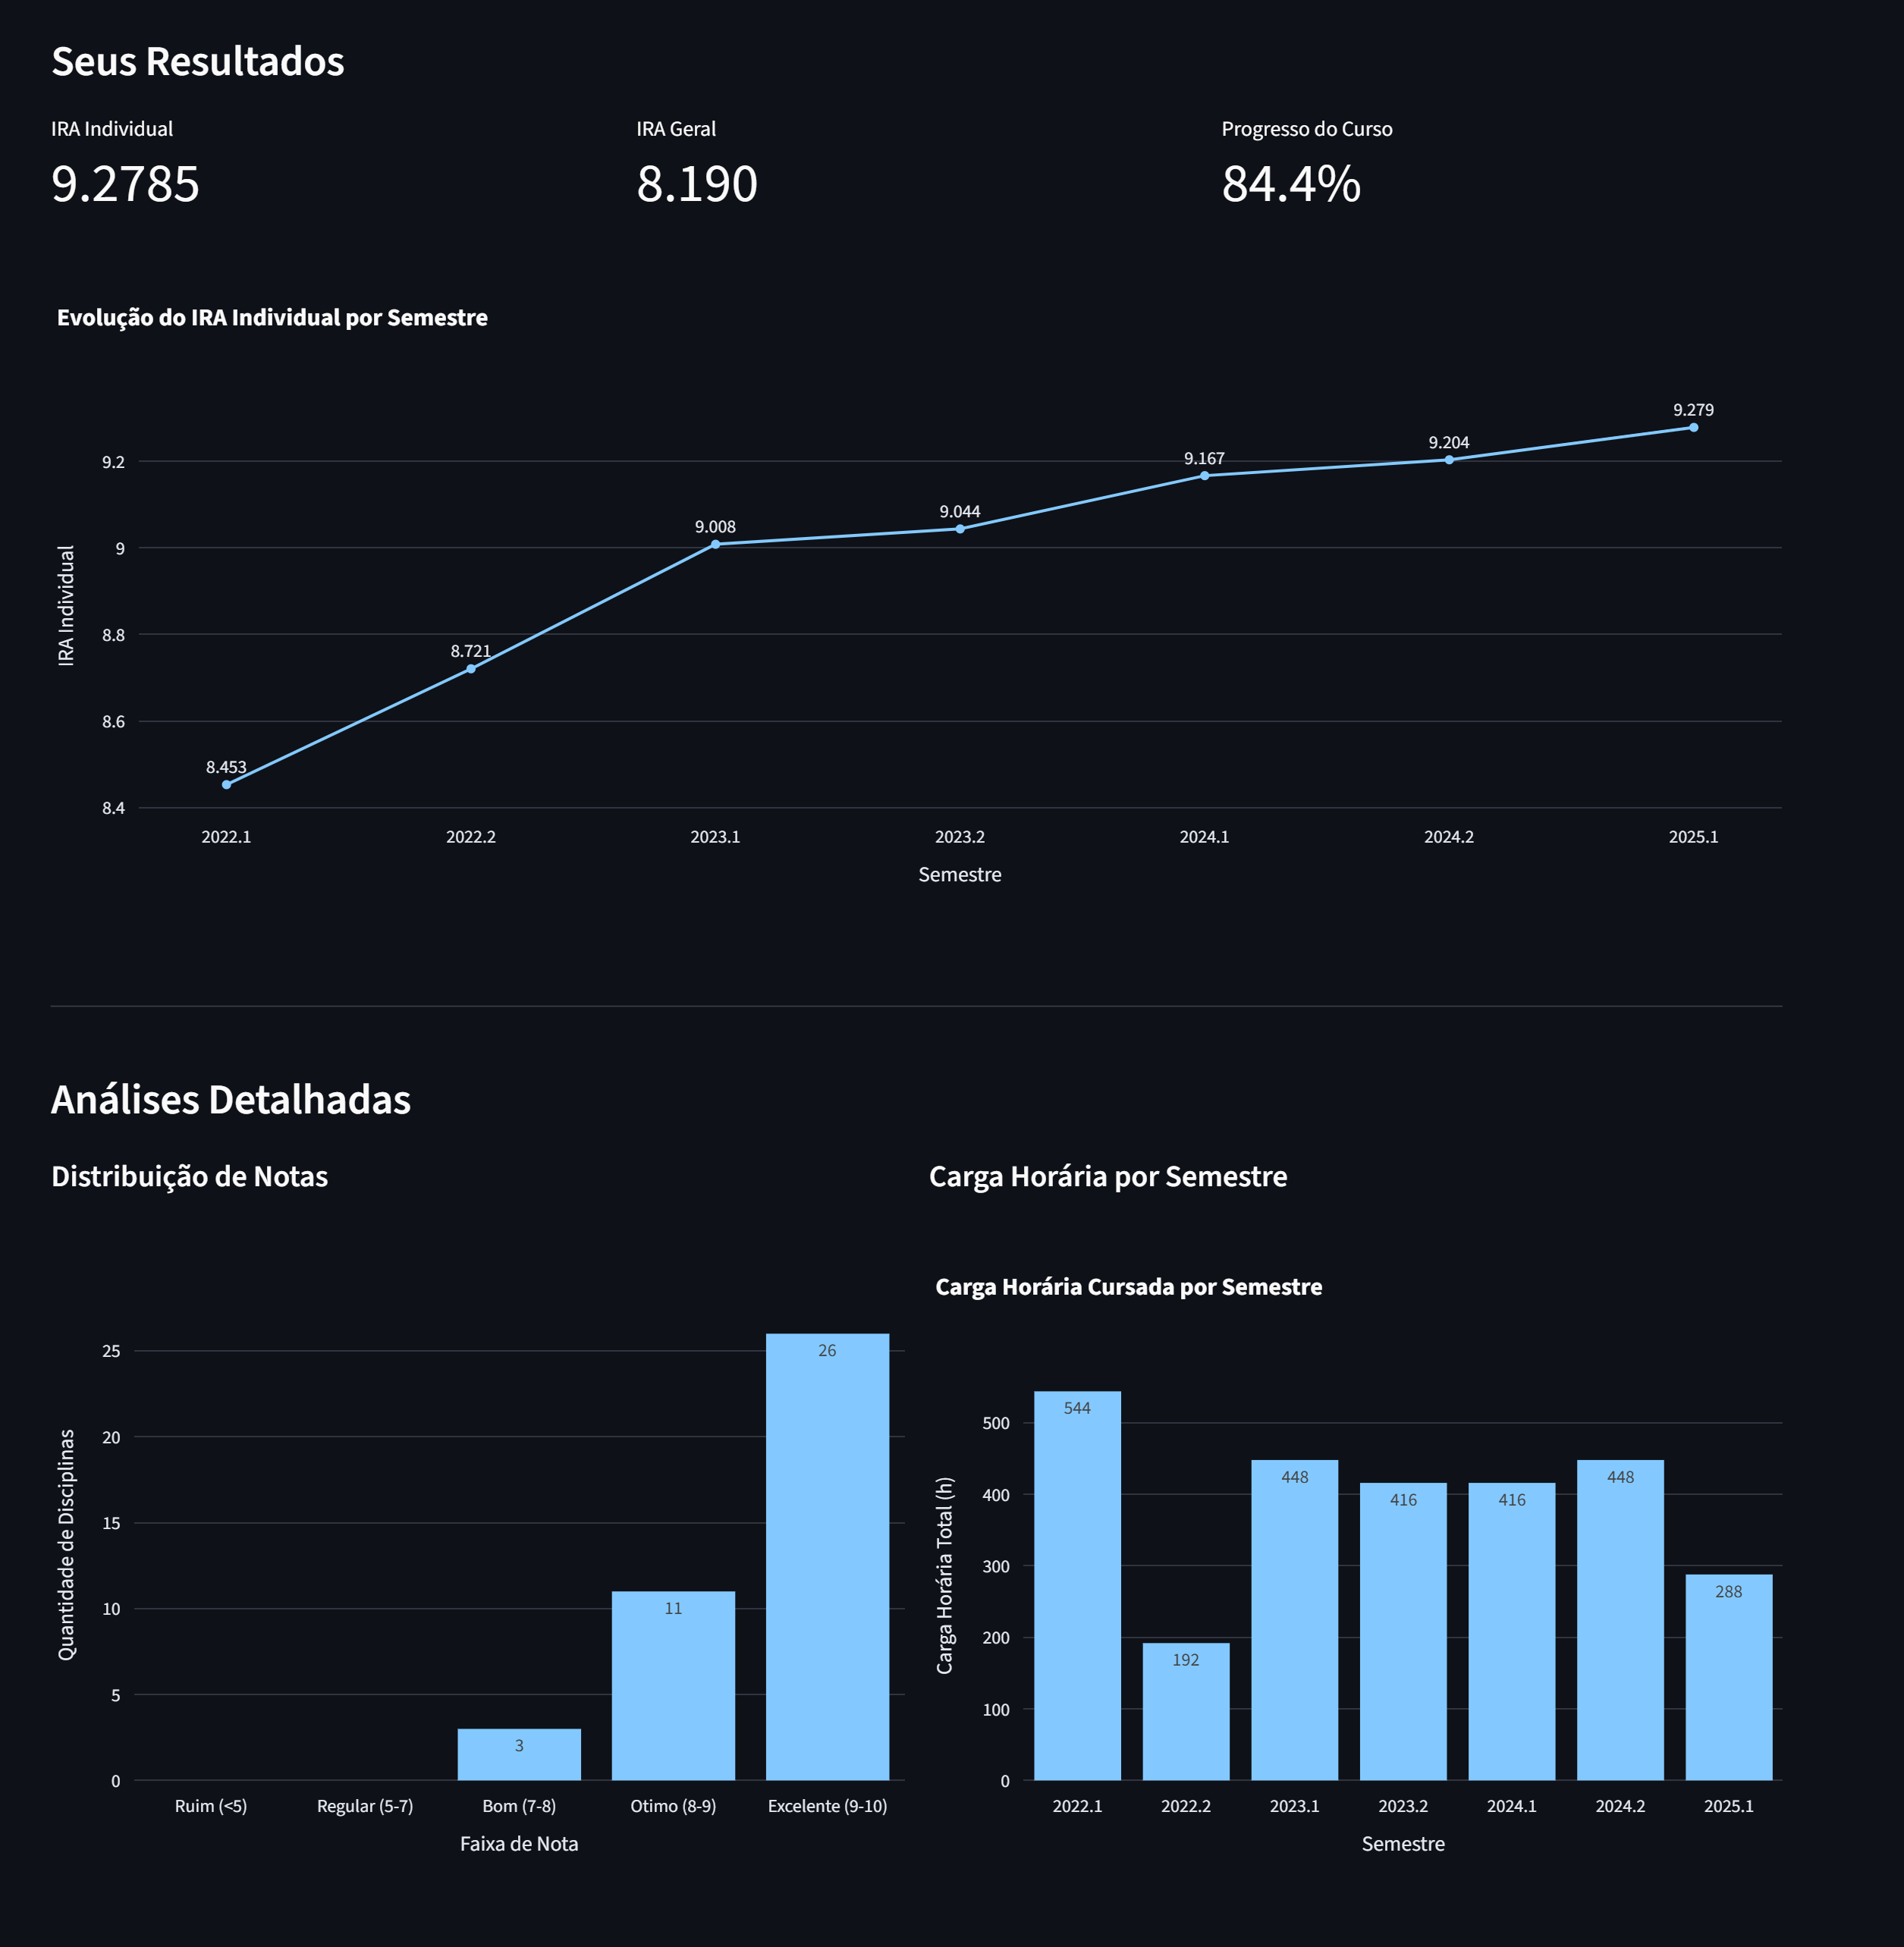 Seus Resultados
IRA Individual
9.2785
IRA Geral
8.190
Progresso do Curso
84.4%
Evolução do IRA Individual por Semestre
IRA Individual
9.2
9
8.8
8.6
8.4
8.453
8.721
9.008
9.044
9.167
9.204
9.279
2022.1
2022.2
2023.1
2023.2
2024.1
2024.2
2025.1
Semestre
Análises Detalhadas
Distribuição de Notas
Quantidade de Disciplinas
25
20
15
10
5
0
3
11
26
Ruim (<5)
Regular (5-7)
Bom (7-8)
Otimo (8-9)
Excelente (9-10)
Faixa de Nota
Carga Horária por Semestre
Carga Horária Cursada por Semestre
Carga Horária Total (h)
500
400
300
200
100
0
544
192
448
416
416
448
288
2022.1
2022.2
2023.1
2023.2
2024.1
2024.2
2025.1
Semestre